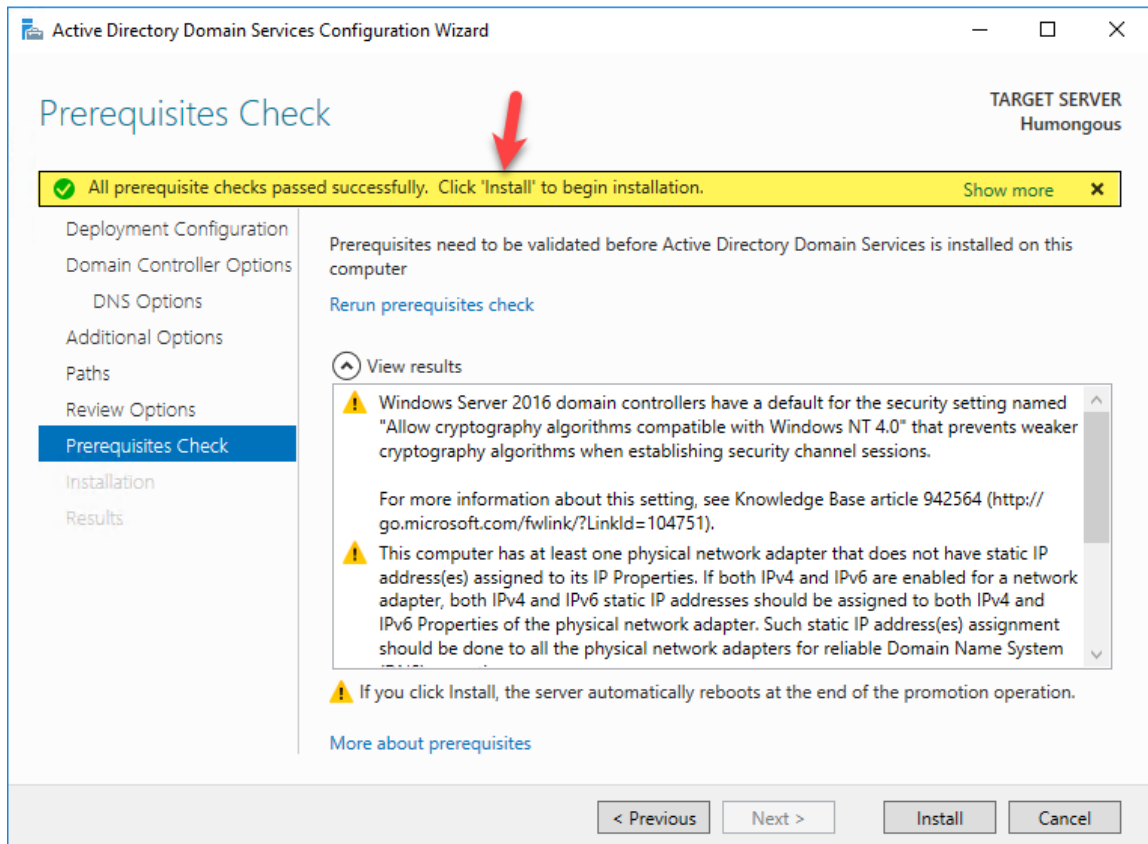 Active Directory Domain Services Configuration Wizard
Prerequisites Check
TARGET SERVER
Humongous
All prerequisite checks passed successfully.  Click 'Install' to begin installation.
Show more
Deployment Configuration
Domain Controller Options
DNS Options
Additional Options
Paths
Review Options
Prerequisites Check
Installation
Results
Prerequisites need to be validated before Active Directory Domain Services is installed on this
computer
Rerun prerequisites check
View results
Windows Server 2016 domain controllers have a default for the security setting named
"Allow cryptography algorithms compatible with Windows NT 4.0" that prevents weaker
cryptography algorithms when establishing security channel sessions.
For more information about this setting, see Knowledge Base article 942564 (http://
go.microsoft.com/fwlink/?LinkId=104751).
This computer has at least one physical network adapter that does not have static IP
address(es) assigned to its IP Properties. If both IPv4 and IPv6 are enabled for a network
adapter, both IPv4 and IPv6 static IP addresses should be assigned to both IPv4 and
IPv6 Properties of the physical network adapter. Such static IP address(es) assignment
should be done to all the physical network adapters for reliable Domain Name System
If you click Install, the server automatically reboots at the end of the promotion operation.
More about prerequisites
< Previous
Next >
Install
Cancel